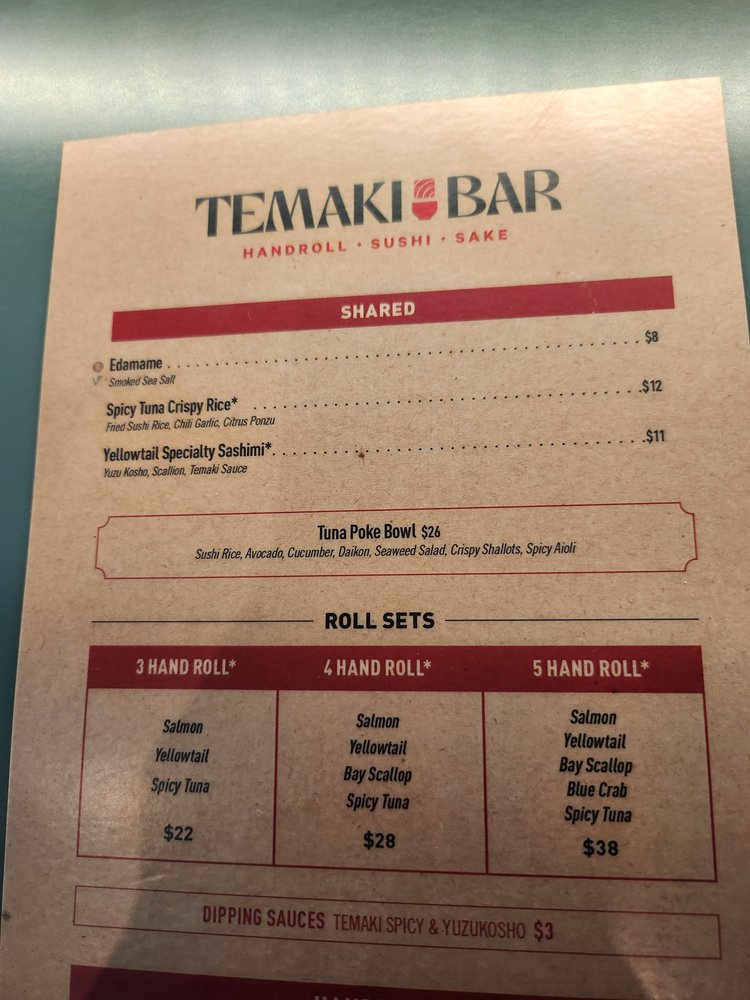 TEMAKI BAR
HANDROLL • SUSHI • SAKE
SHARED
Edamame . . . . . . . . . . . . . . . . . . . . . . . . . . . . . . . . . . . . . . . . $8
Smoked Sea Salt
Spicy Tuna Crispy Rice* . . . . . . . . . . . . . . . . . . . . . . . . . . . . . . . . $12
Fried Sushi Rice, Chili Garlic, Citrus Ponzu
Yellowtail Specialty Sashimi* . . . . . . . . . . . . . . . . . . . . . . . . . . . . . . $11
Yuzu Kosho, Scallion, Temaki Sauce
Tuna Poke Bowl $26
Sushi Rice, Avocado, Cucumber, Daikon, Seaweed Salad, Crispy Shallots, Spicy Aioli
ROLL SETS
3 HAND ROLL*
Salmon
Yellowtail
Spicy Tuna
$22
4 HAND ROLL*
Salmon
Yellowtail
Bay Scallop
Spicy Tuna
$28
5 HAND ROLL*
Salmon
Yellowtail
Bay Scallop
Blue Crab
Spicy Tuna
$38
DIPPING SAUCES TEMAKI SPICY & YUZUKOSHO $3